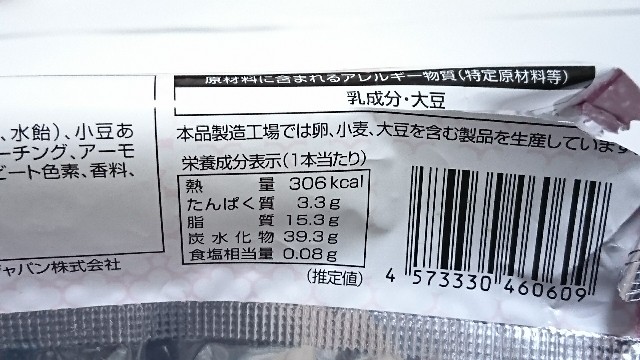 原材料に含まれるアレルギー物質(特定原材料等)
乳成分・大豆
、水飴)、小豆あ
ーチング、アーモ
ビート色素、香料、
ジャパン株式会社
本品製造工場では卵、小麦、大豆を含む製品を生産しています
栄養成分表示(1本当たり)
熱量 306kcal
たんぱく質 3.3g
脂質 15.3g
炭水化物 39.3g
食塩相当量 0.08g
(推定値)
4 573330 460609